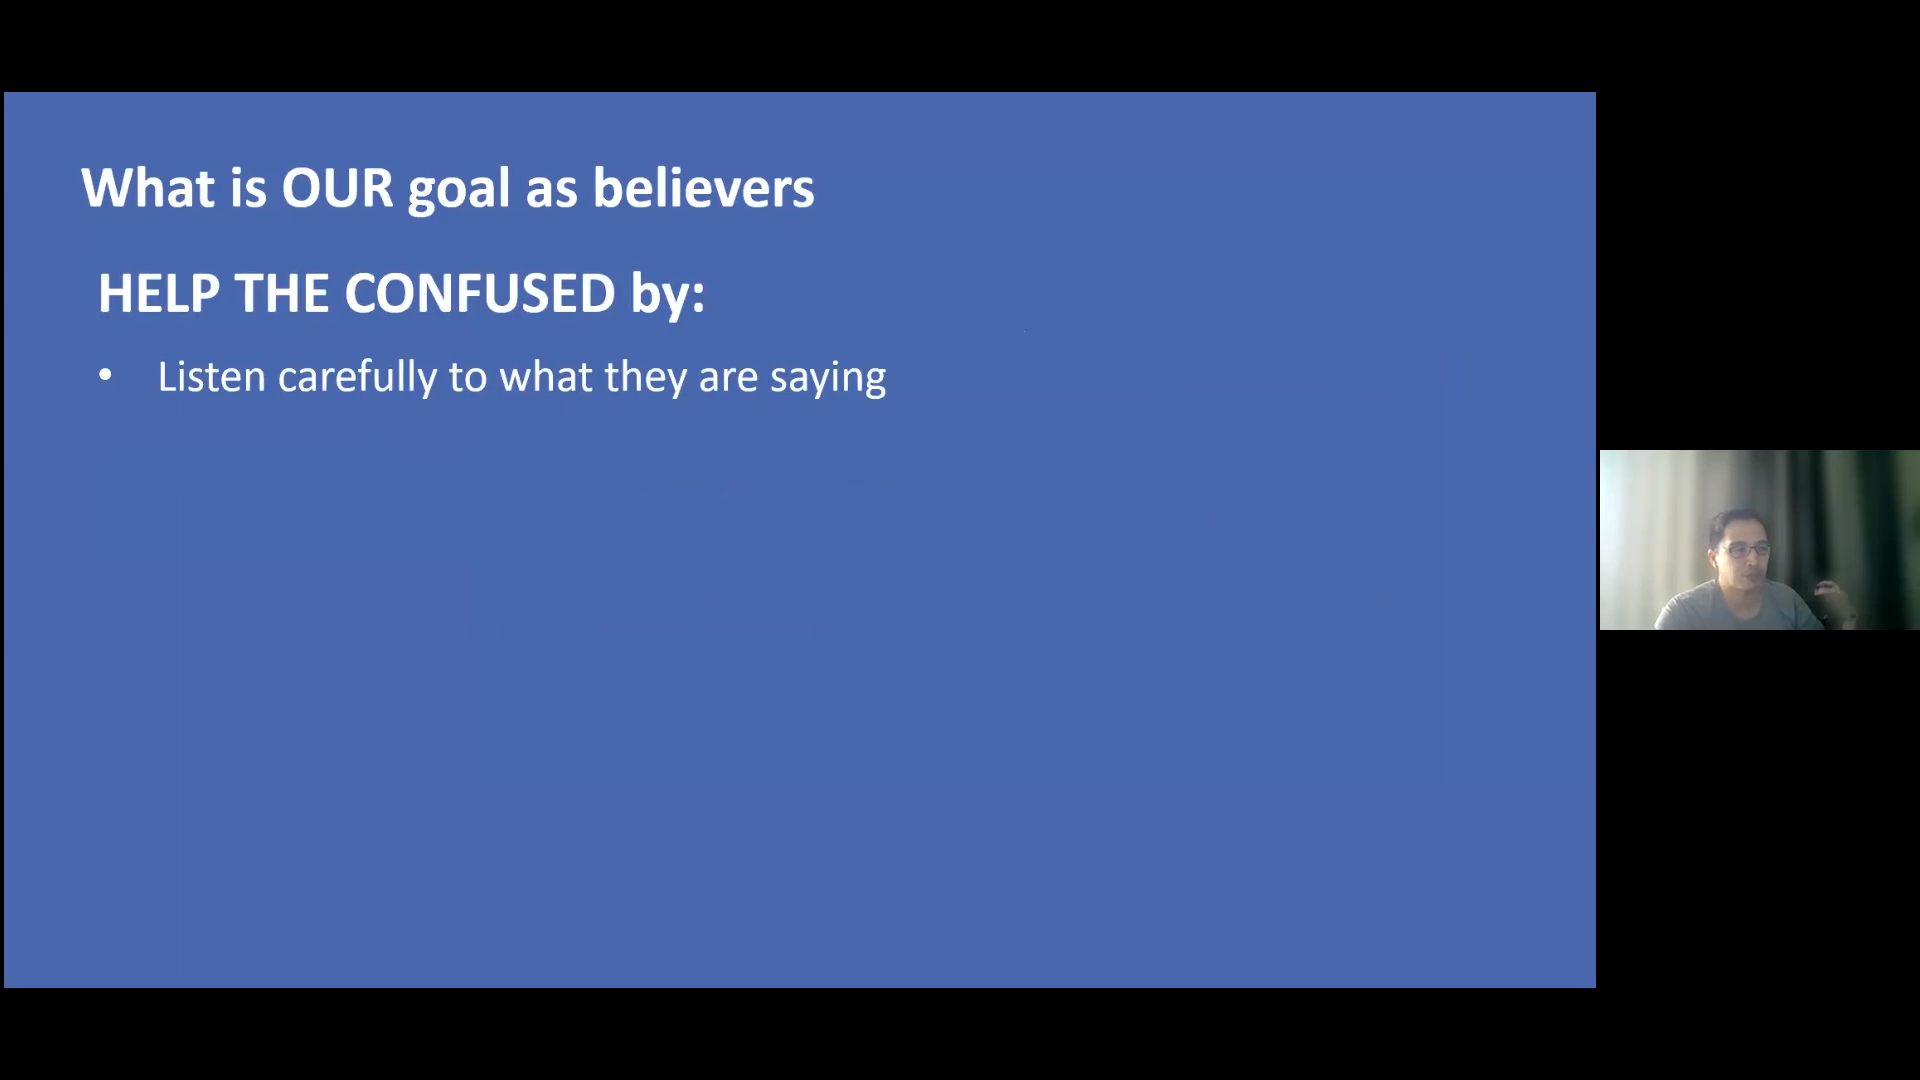 What is OUR goal as believers
HELP THE CONFUSED by:
• Listen carefully to what they are saying